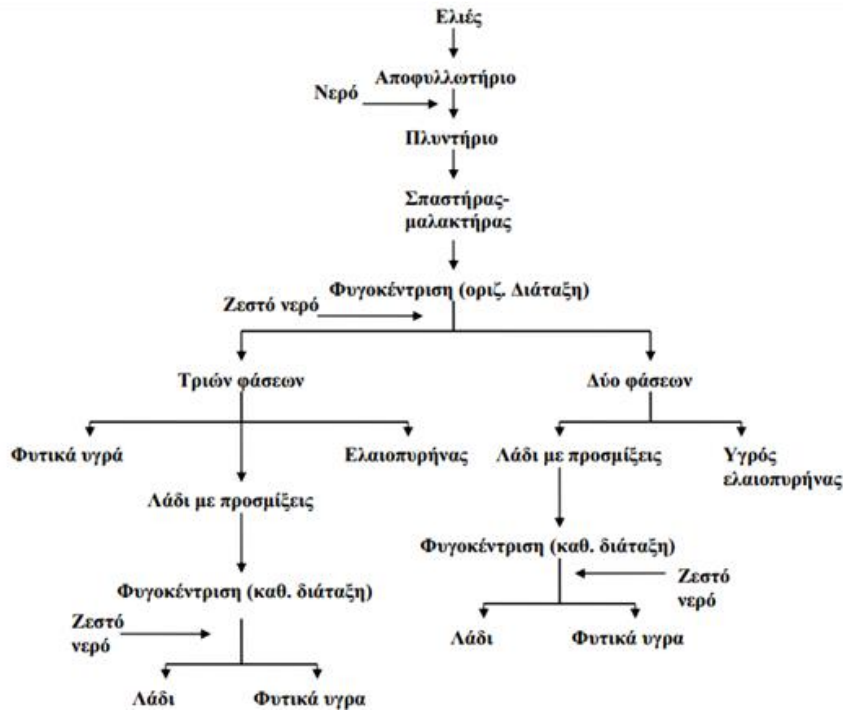 Ελιές
Αποφυλλωτήριο
Νερό
Πλυντήριο
Σπαστήρας-
μαλακτήρας
Φυγοκέντριση (οριζ. Διάταξη)
Ζεστό νερό
Τριών φάσεων
Δύο φάσεων
Φυτικά υγρά
Ελαιοπυρήνας
Λάδι με προσμίξεις
Υγρός
ελαιοπυρήνας
Λάδι με προσμίξεις
Φυγοκέντριση (καθ. διάταξη)
Ζεστό
νερό
Φυγοκέντριση (καθ. διάταξη)
Ζεστό
νερό
Λάδι
Φυτικά υγρα
Λάδι
Φυτικά υγρα